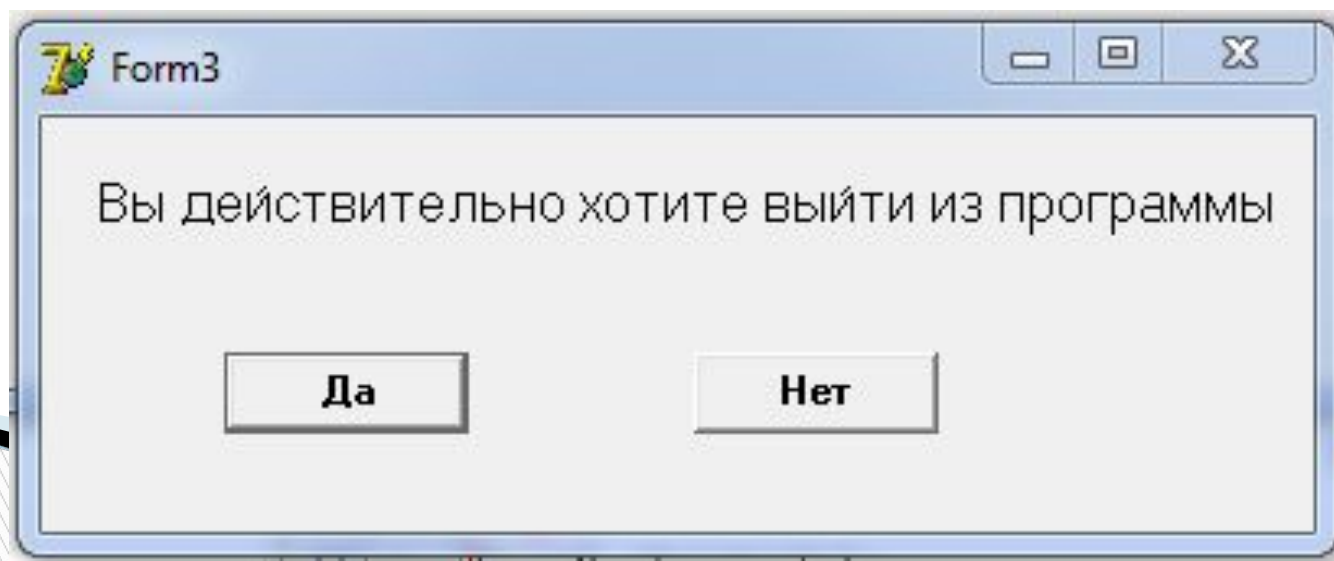 Form3
Вы действительно хотите выйти из программы
Да
Нет